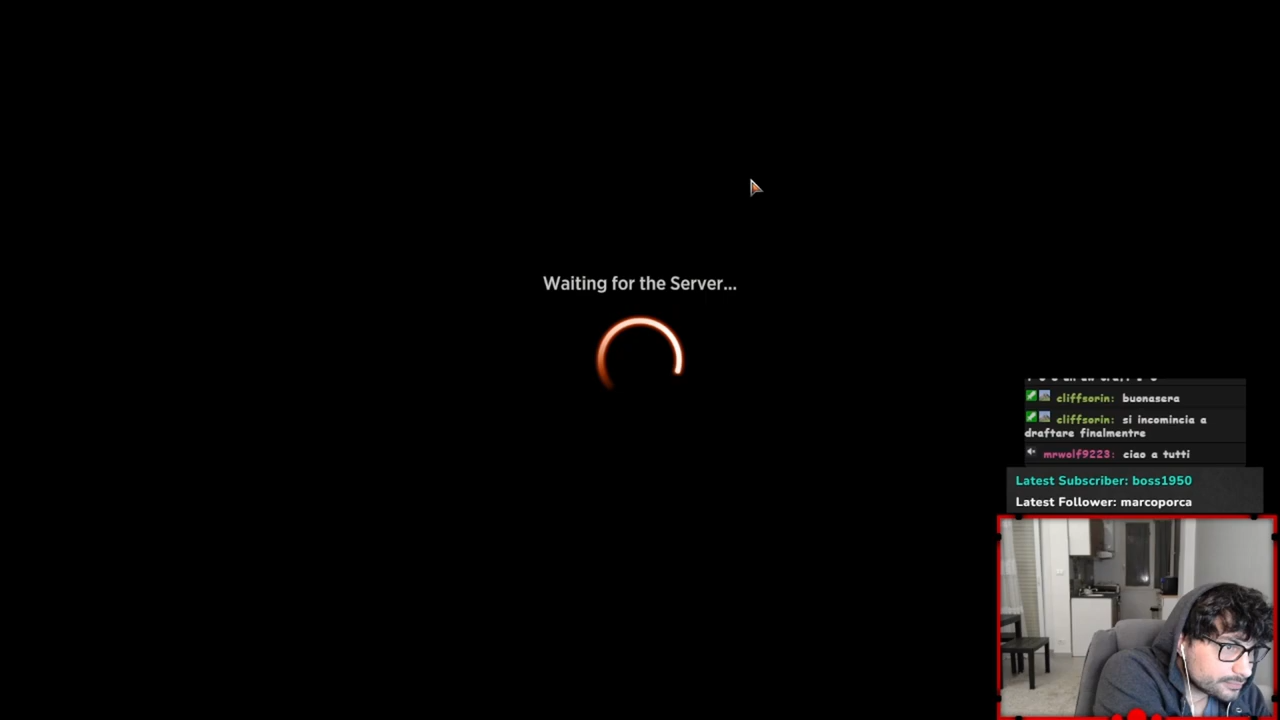 Waiting for the Server...
cliffsorin: buonasera
cliffsorin: si incomincia a
draftare finalmentre
mrwolf9223: ciao a tutti
Latest Subscriber: boss1950
Latest Follower: marcoporca